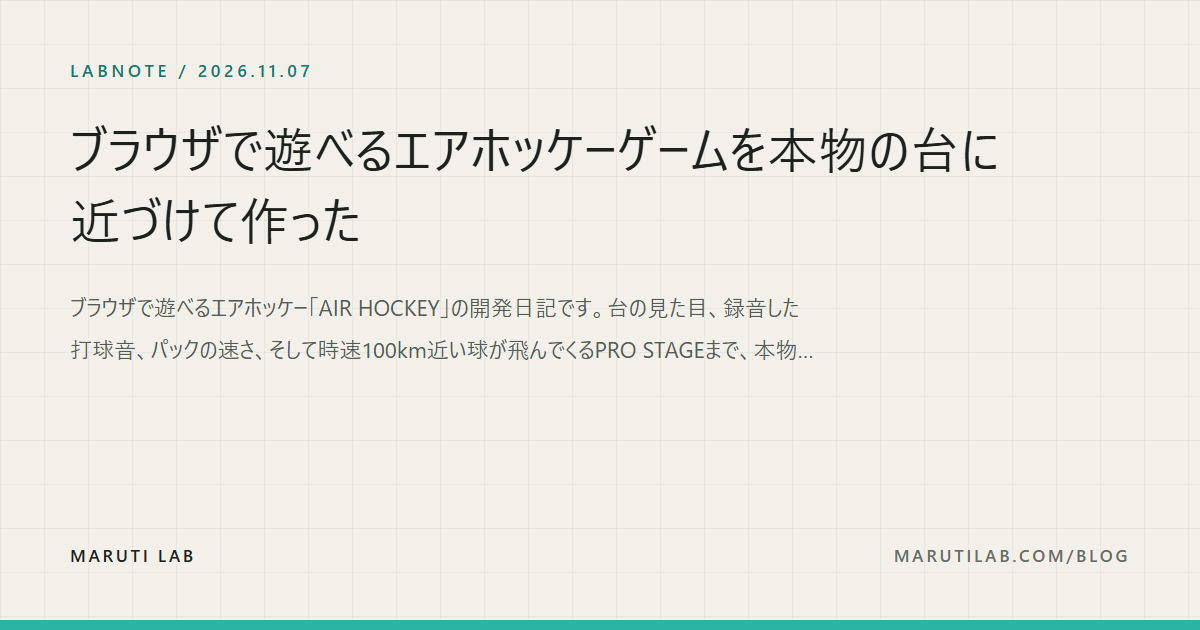 LABNOTE / 2026.11.07
ブラウザで遊べるエアホッケーゲームを本物の台に
近づけて作った
ブラウザで遊べるエアホッケー「AIR HOCKEY」の開発日記です。台の見た目、録音した
打球音、パックの速さ、そして時速100km近い球が飛んでくるPRO STAGEまで、本物…
MARUTI LAB
MARUTILAB.COM/BLOG